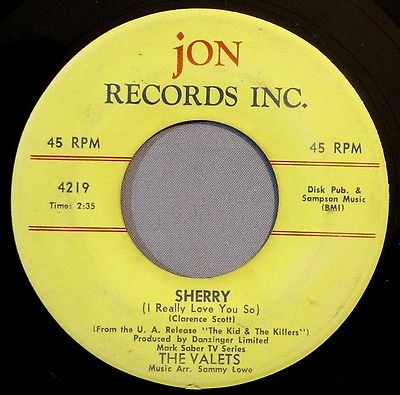 jON
RECORDS INC.
45 RPM
45 RPM
4219
Time: 2:35
Disk Pub. &
Sampson Music
(BMI)
SHERRY
(I Really Love You So)
(Clarence Scott)
(From the U. A. Release "The Kid & The Killers")
Produced by Danzinger Limited
Mark Saber TV Series
THE VALETS
Music Arr. Sammy Lowe